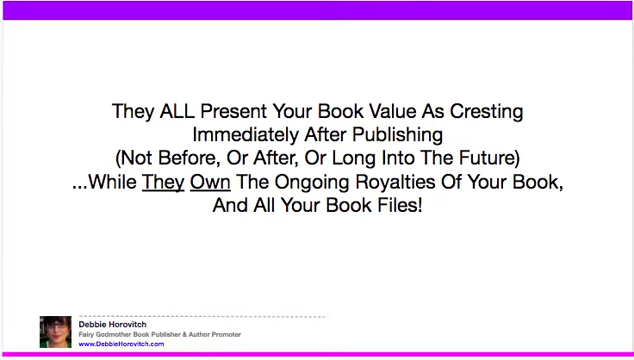 They ALL Present Your Book Value As Cresting
Immediately After Publishing
(Not Before, Or After, Or Long Into The Future)
...While They Own The Ongoing Royalties Of Your Book,
And All Your Book Files!
Debbie Horovitch
Fairy Godmother Book Publisher & Author Promoter
www.DebbieHorovitch.com